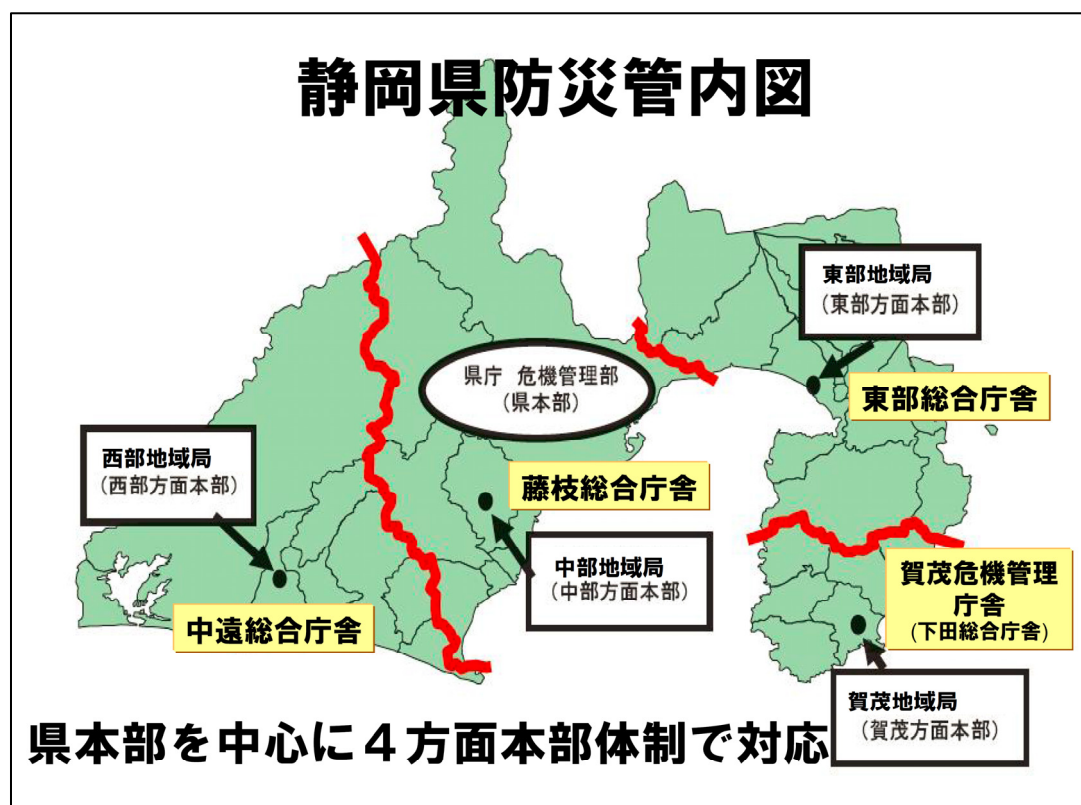 静岡県防災管内図
東部地域局
（東部方面本部）
県庁　危機管理部
（県本部）
東部総合庁舎
西部地域局
（西部方面本部）
藤枝総合庁舎
中部地域局
（中部方面本部）
賀茂危機管理
庁舎
(下田総合庁舎)
中遠総合庁舎
賀茂地域局
（賀茂方面本部）
県本部を中心に４方面本部体制で対応